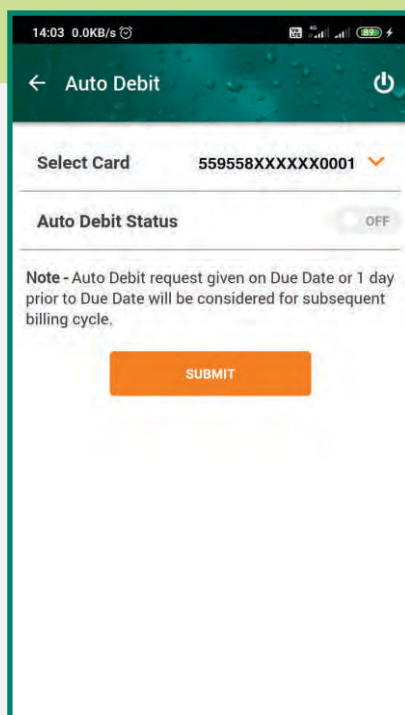 14:03 0.0KB/s
4G
89
Auto Debit
Select Card 559558XXXXXX0001
Auto Debit Status OFF
Note - Auto Debit request given on Due Date or 1 day
prior to Due Date will be considered for subsequent
billing cycle.
SUBMIT